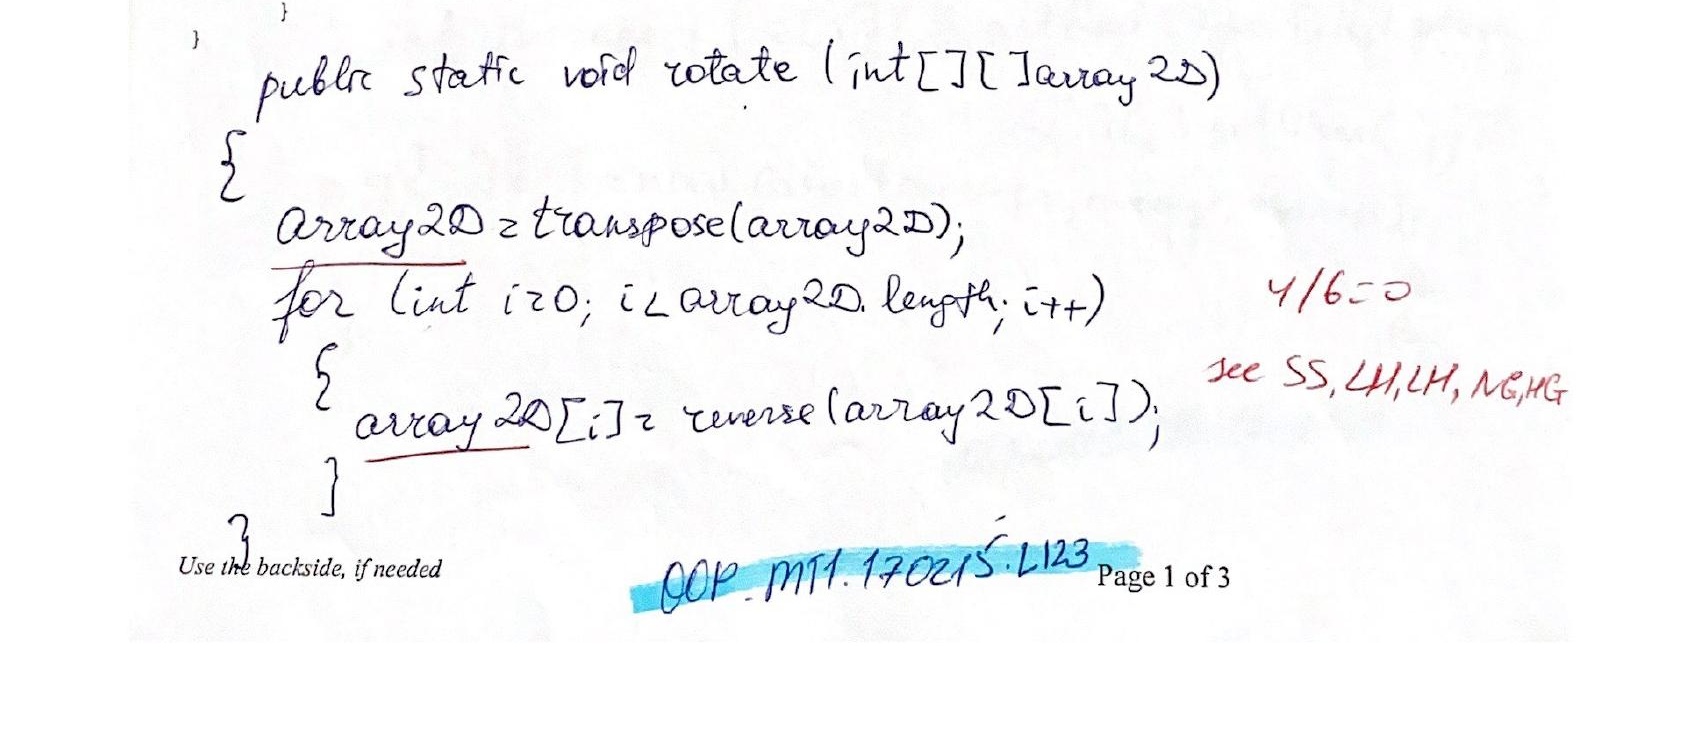 }
}
public static void rotate (int[][]array2D)
{
array2D = transpose(array2D);
for (int i=0; i<array2D.length; i++)
4/6=0
{
see SS, LH, LH, NG, HG
array2D[i]= reverse(array2D[i]);
}
}
Use the backside, if needed
OOP.MT1.170215.L123
Page 1 of 3